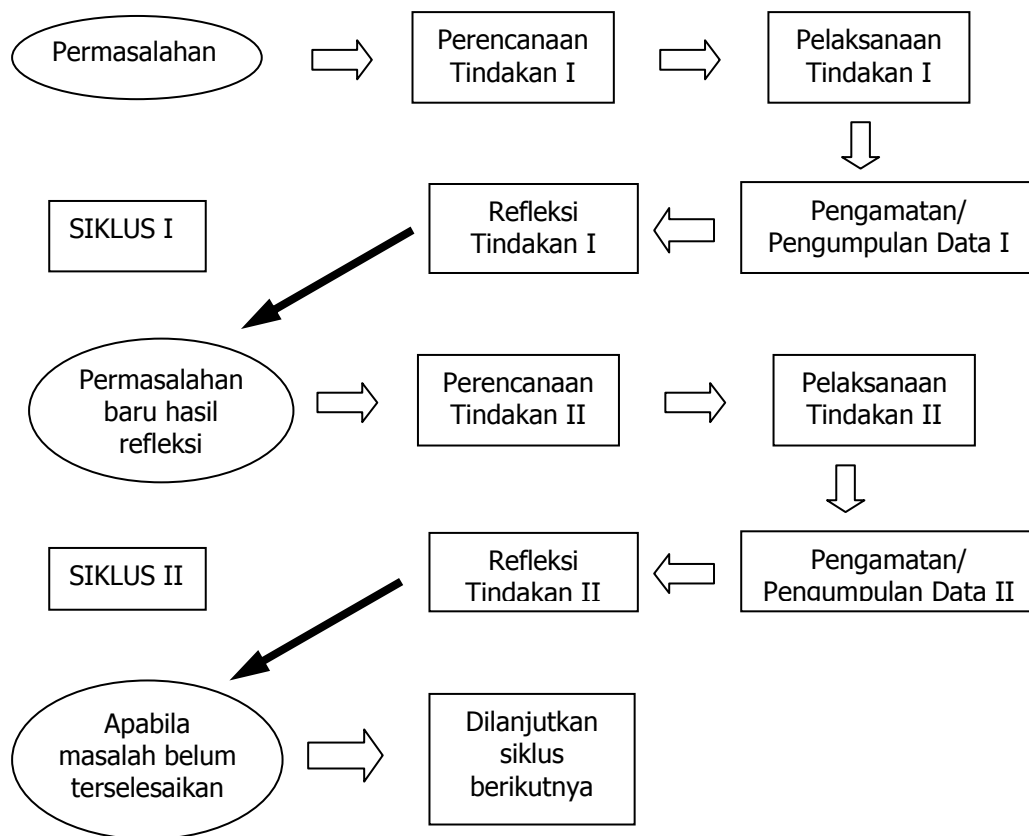 Permasalahan
Perencanaan
Tindakan I
Pelaksanaan
Tindakan I
SIKLUS I
Refleksi
Tindakan I
Pengamatan/
Pengumpulan Data I
Permasalahan
baru hasil
refleksi
Perencanaan
Tindakan II
Pelaksanaan
Tindakan II
SIKLUS II
Refleksi
Tindakan II
Pengamatan/
Pengumpulan Data II
Apabila
masalah belum
terselesaikan
Dilanjutkan
siklus
berikutnya